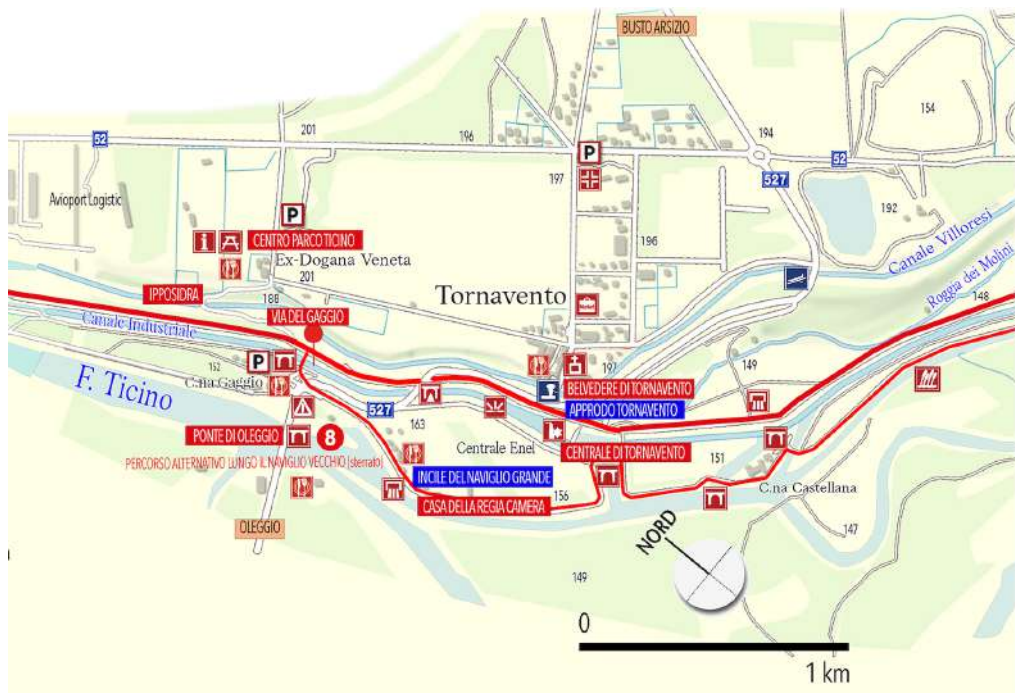 BUSTO ARSIZIO
154
201
196
194
52
P
52
197
527
Avioport Logistic
192
P
196
i
CENTRO PARCO TICINO
Ex-Dogana Veneta
201
Canale Villoresi
Roggia dei Molini
IPPOSIDRA
188
Tornavento
148
VIA DEL GAGGIO
Canale Industriale
152
P
C.na Gaggio
197
149
F. Ticino
BELVEDERE DI TORNAVENTO
527
APPRODO TORNAVENTO
163
PONTE DI OLEGGIO
8
Centrale Enel
CENTRALE DI TORNAVENTO
151
PERCORSO ALTERNATIVO LUNGO IL NAVIGLIO VECCHIO (sterrato)
INCILE DEL NAVIGLIO GRANDE
C.na Castellana
CASA DELLA REGIA CAMERA
156
OLEGGIO
147
NORD
149
0
1 km